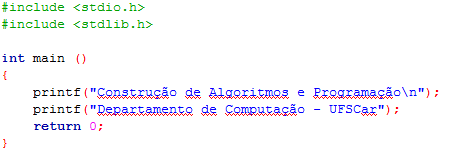 #include <stdio.h>
#include <stdlib.h>
int main ()
{
printf("Construção de Algoritmos e Programação\n");
printf("Departamento de Computação - UFSCar");
return 0;
}